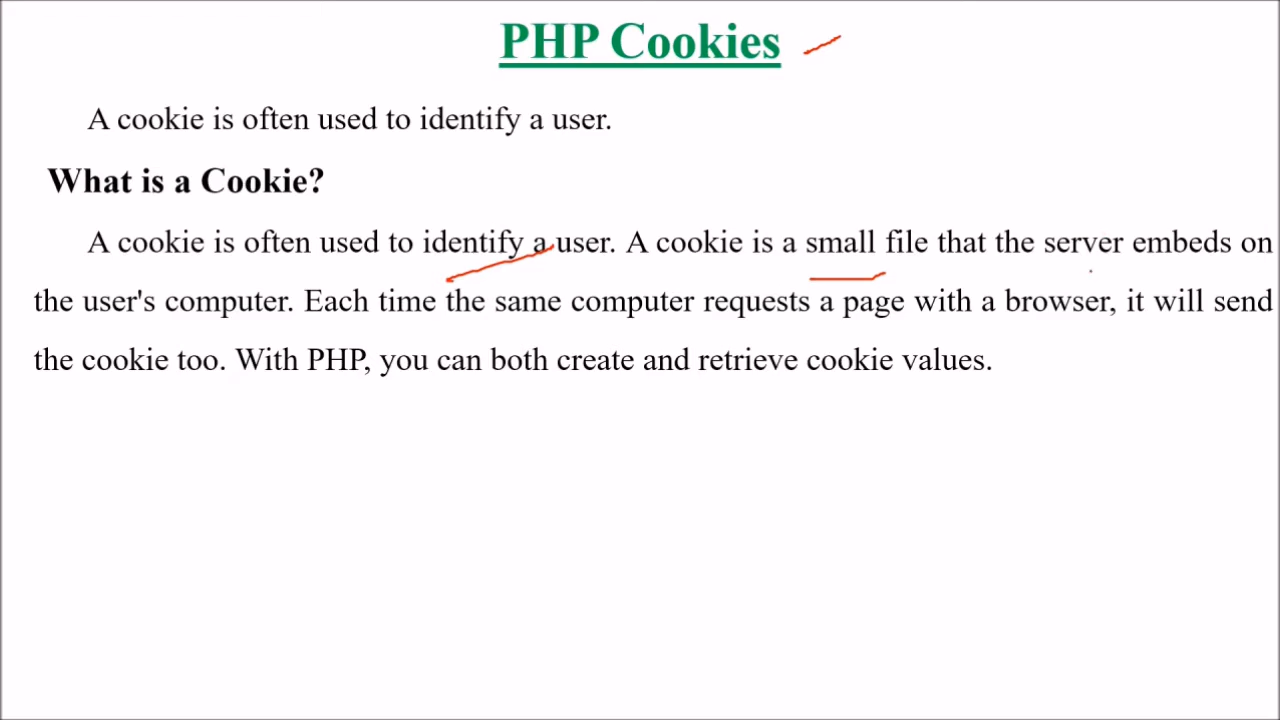 PHP Cookies
A cookie is often used to identify a user.
What is a Cookie?
A cookie is often used to identify a user. A cookie is a small file that the server embeds on
the user's computer. Each time the same computer requests a page with a browser, it will send
the cookie too. With PHP, you can both create and retrieve cookie values.